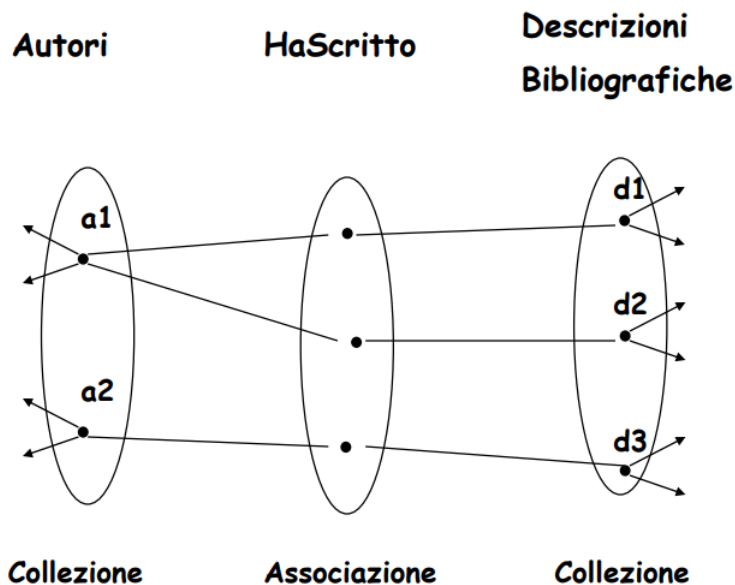 Autori
HaScritto
Descrizioni
Bibliografiche
a1
d1
d2
a2
d3
Collezione
Associazione
Collezione